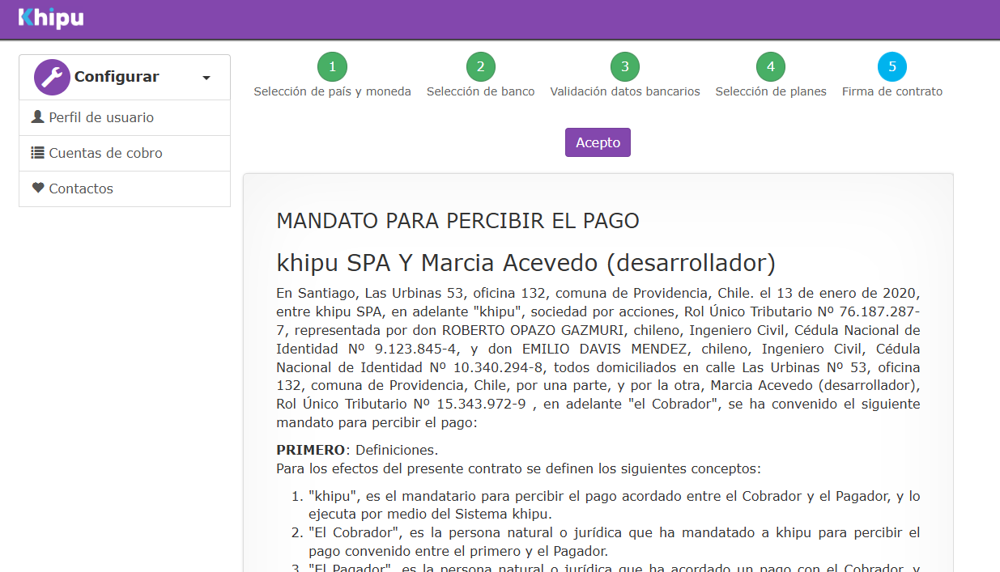 Khipu
Configurar
Perfil de usuario
Cuentas de cobro
Contactos
1
2
3
4
5
Selección de país y moneda
Selección de banco
Validación datos bancarios
Selección de planes
Firma de contrato
Acepto
MANDATO PARA PERCIBIR EL PAGO
khipu SPA Y Marcia Acevedo (desarrollador)
En Santiago, Las Urbinas 53, oficina 132, comuna de Providencia, Chile. el 13 de enero de 2020,
entre khipu SPA, en adelante "khipu", sociedad por acciones, Rol Único Tributario Nº 76.187.287-
7, representada por don ROBERTO OPAZO GAZMURI, chileno, Ingeniero Civil, Cédula Nacional de
Identidad Nº 9.123.845-4, y don EMILIO DAVIS MENDEZ, chileno, Ingeniero Civil, Cédula
Nacional de Identidad Nº 10.340.294-8, todos domiciliados en calle Las Urbinas Nº 53, oficina
132, comuna de Providencia, Chile, por una parte, y por la otra, Marcia Acevedo (desarrollador),
Rol Único Tributario Nº 15.343.972-9 , en adelante "el Cobrador", se ha convenido el siguiente
mandato para percibir el pago:
PRIMERO: Definiciones.
Para los efectos del presente contrato se definen los siguientes conceptos:
1. "khipu", es el mandatario para percibir el pago acordado entre el Cobrador y el Pagador, y lo
ejecuta por medio del Sistema khipu.
2. "El Cobrador", es la persona natural o jurídica que ha mandatado a khipu para percibir el
pago convenido entre el primero y el Pagador.
3. "El Pagador", es la persona natural o jurídica que ha acordado un pago con el Cobrador, y